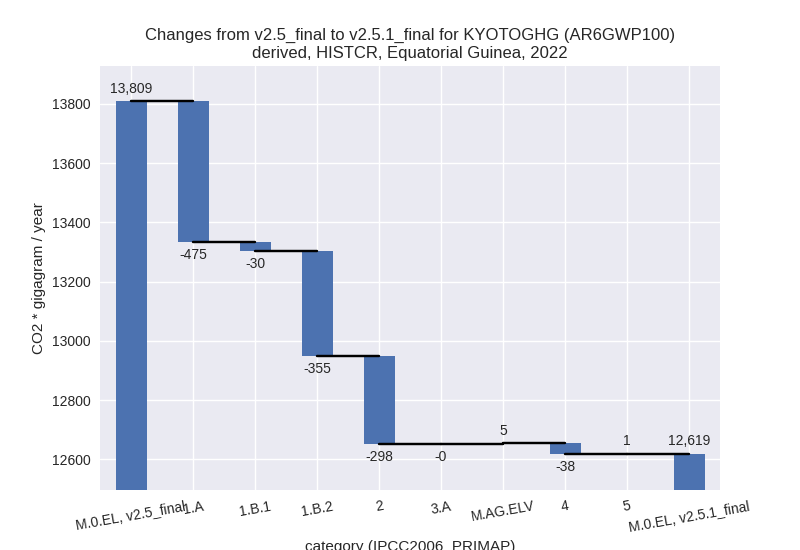 Changes from v2.5_final to v2.5.1_final for KYOTOGHG (AR6GWP100)
derived, HISTCR, Equatorial Guinea, 2022
CO2 * gigagram / year
13800
13600
13400
13200
13000
12800
12600
13,809
-475
-30
-355
-298
-0
5
-38
1
12,619
M.0.EL, v2.5_final
1.A
1.B.1
1.B.2
2
3.A
M.AG.ELV
4
5
M.0.EL, v2.5.1_final
category (IPCC2006_PRIMAP)